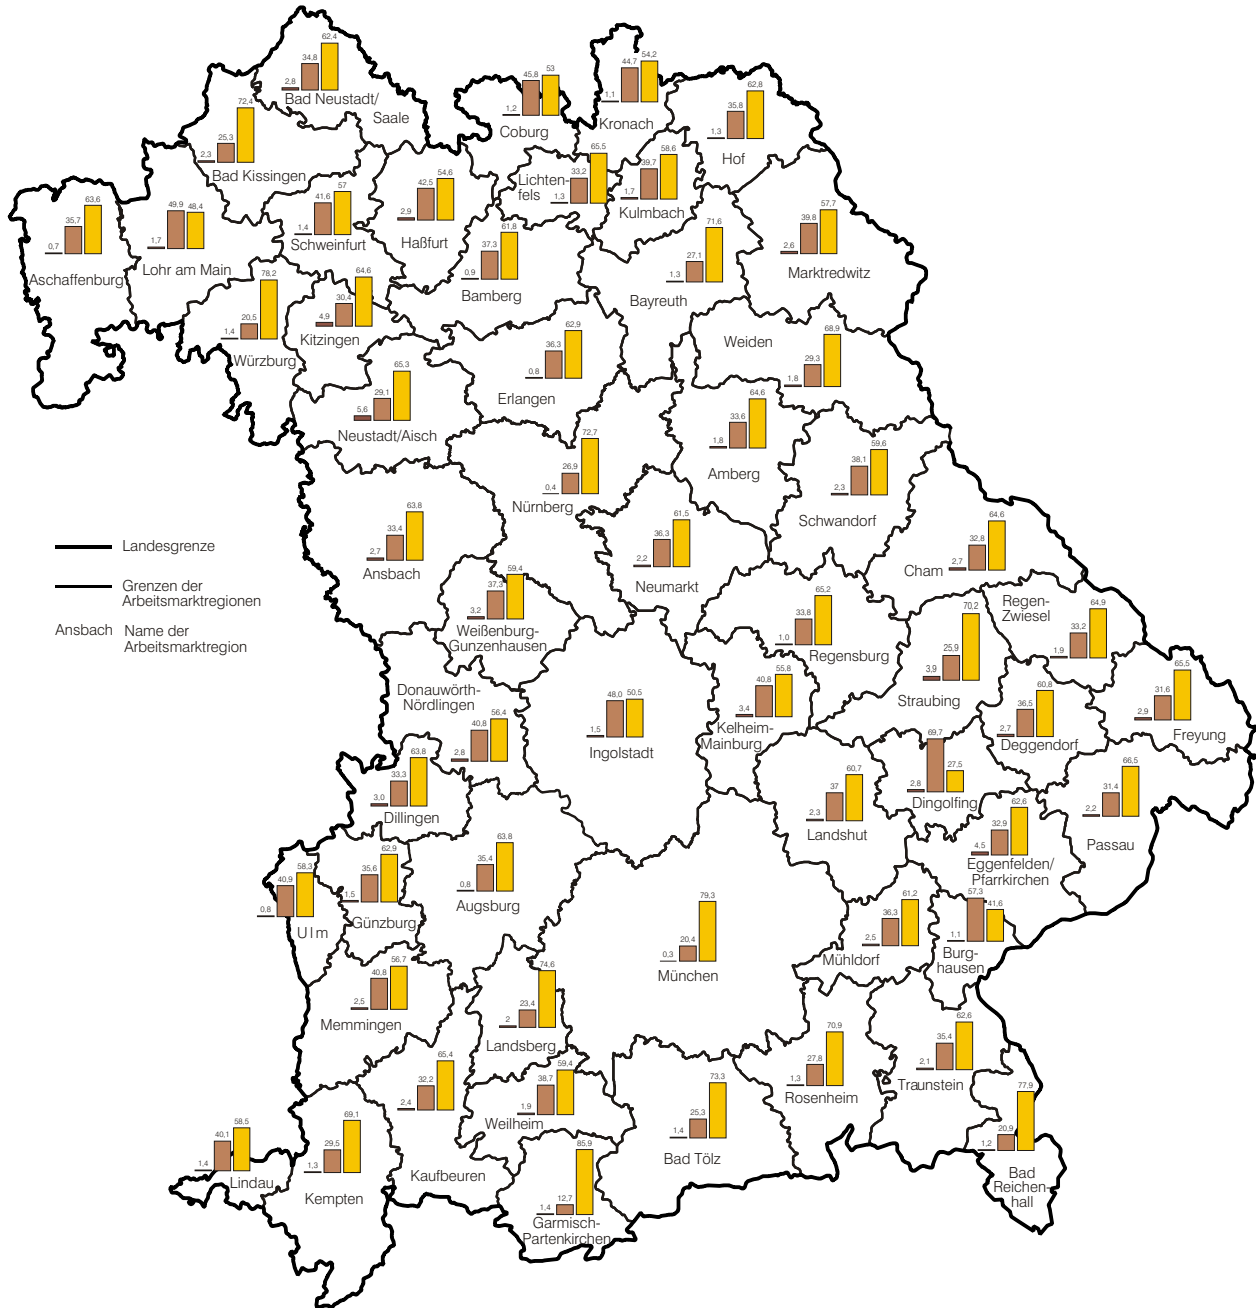 62,4
34,8
2,8
Bad Neustadt/
Saale
72,4
25,3
2,3
Bad Kissingen
45,8 53
1,2
Coburg
54,2
44,7
1,1
Kronach
62,8
35,8
1,3
Hof
65,5
33,2
1,3
Lichten-
fels
58,6
39,7
1,7
Kulmbach
63,6
35,7
0,7
Aschaffenburg
49,9 48,4
1,7
Lohr am Main
57
41,6
1,4
Schweinfurt
54,6
42,5
2,9
Haßfurt
61,8
37,3
0,9
Bamberg
71,6
27,1
1,3
Bayreuth
57,7
39,8
2,6
Marktredwitz
78,2
20,5
1,4
Würzburg
64,6
30,4
4,9
Kitzingen
62,9
36,3
0,8
Erlangen
Weiden
68,9
29,3
1,8
65,3
29,1
5,6
Neustadt/Aisch
72,7
26,9
0,4
Nürnberg
64,6
33,6
1,8
Amberg
59,6
38,1
2,3
Schwandorf
63,8
33,4
2,7
Ansbach
61,5
36,3
2,2
Neumarkt
64,6
32,8
2,7
Cham
Landesgrenze
Grenzen der
Arbeitsmarktregionen
Ansbach Name der
Arbeitsmarktregion
59,4
37,3
3,2
Weißenburg-
Gunzenhausen
65,2
33,8
1,0
Regensburg
70,2
25,9
3,9
Straubing
Regen-
Zwiesel
64,9
33,2
1,9
Donauwörth-
Nördlingen
56,4
40,8
2,8
48,0 50,5
1,5
Ingolstadt
55,8
40,8
3,4
Kelheim-
Mainburg
60,8
36,5
2,7
Deggendorf
65,5
31,6
2,9
Freyung
63,8
33,3
3,0
Dillingen
60,7
37
2,3
Landshut
69,7
27,5
2,8
Dingolfing
66,5
31,4
2,2
Passau
62,6
32,9
4,5
Eggenfelden/
Pfarrkirchen
58,3
40,9
0,8
Ulm
62,9
35,6
1,5
Günzburg
63,8
35,4
0,8
Augsburg
79,3
20,4
0,3
München
61,2
36,3
2,5
Mühldorf
57,3
41,6
1,1
Burg-
hausen
56,7
40,8
2,5
Memmingen
74,6
23,4
2
Landsberg
70,9
27,8
1,3
Rosenheim
62,6
35,4
2,1
Traunstein
65,4
32,2
2,4
Kaufbeuren
59,4
38,7
1,9
Weilheim
73,3
25,3
1,4
Bad Tölz
77,9
20,9
1,2
Bad
Reichen-
hall
58,5
40,1
1,4
Lindau
69,1
29,5
1,3
Kempten
85,9
12,7
1,4
Garmisch-
Partenkirchen